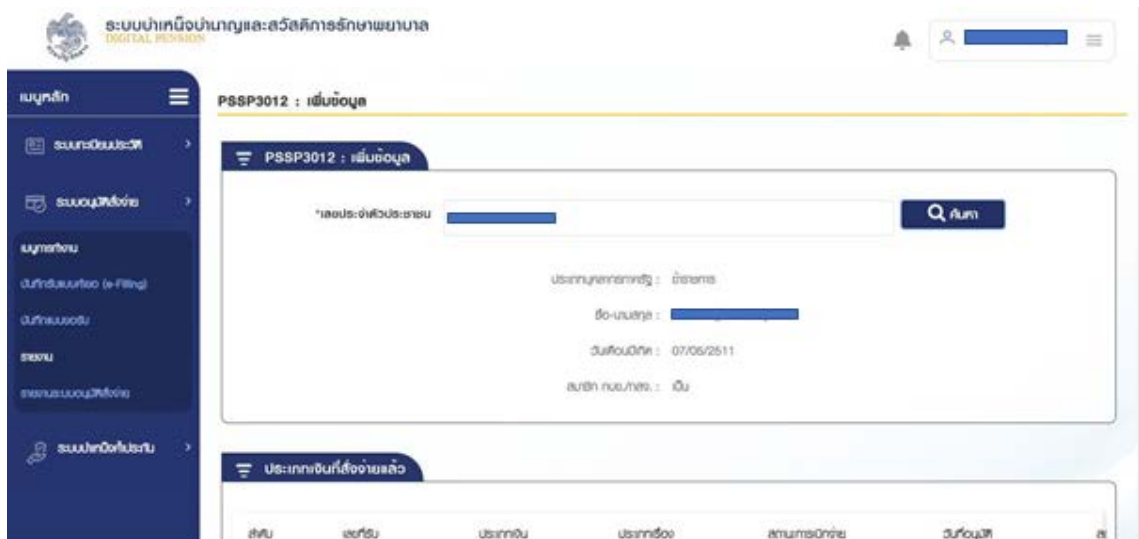 ระบบบำเหน็จบำนาญและสวัสดิการรักษาพยาบาล
DIGITAL PENSION
เมนูหลัก
PSSP3012 : เพิ่มข้อมูล
ระบบทะเบียนประวัติ
PSSP3012 : เพิ่มข้อมูล
ระบบอนุมัติสั่งจ่าย
*เลขประจำตัวประชาชน
ค้นหา
เมนูการทำงาน
บันทึกรับแบบคำขอ (e-Filling)
ประเภทบุคลากรภาครัฐ : ข้าราชการ
บันทึกแบบขอรับ
ชื่อ-นามสกุล :
รายงาน
วันเดือนปีเกิด : 07/05/2511
รายงานระบบอนุมัติสั่งจ่าย
สมาชิก กบข./กสจ. : เป็น
ระบบบำเหน็จค้ำประกัน
ประเภทเงินที่สั่งจ่ายแล้ว
ลำดับ เลขที่รับ ประเภทเงิน ประเภทเรื่อง สถานะการเบิกจ่าย วันที่อนุมัติ